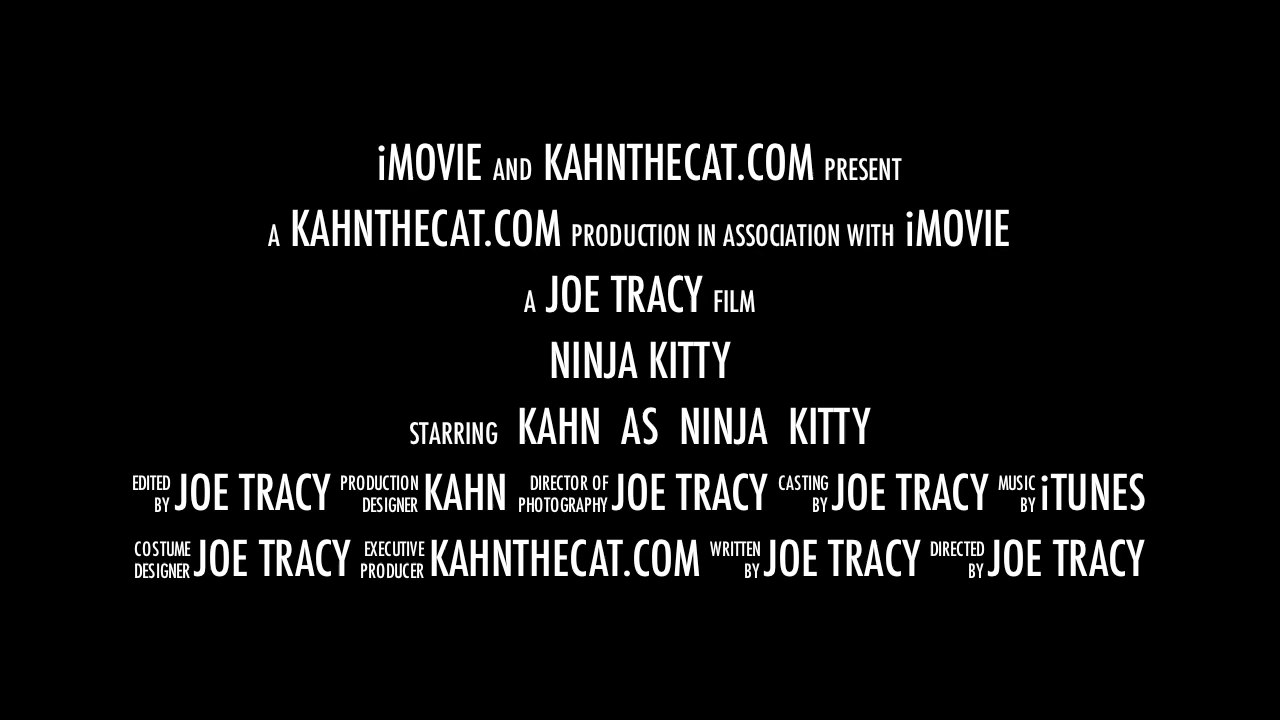 iMOVIE AND KAHNTHECAT.COM PRESENT
A KAHNTHECAT.COM PRODUCTION IN ASSOCIATION WITH iMOVIE
A JOE TRACY FILM
NINJA KITTY
STARRING KAHN AS NINJA KITTY
EDITED BY JOE TRACY PRODUCTION DESIGNER KAHN DIRECTOR OF PHOTOGRAPHY JOE TRACY CASTING BY JOE TRACY MUSIC BY iTUNES
COSTUME DESIGNER JOE TRACY EXECUTIVE PRODUCER KAHNTHECAT.COM WRITTEN BY JOE TRACY DIRECTED BY JOE TRACY